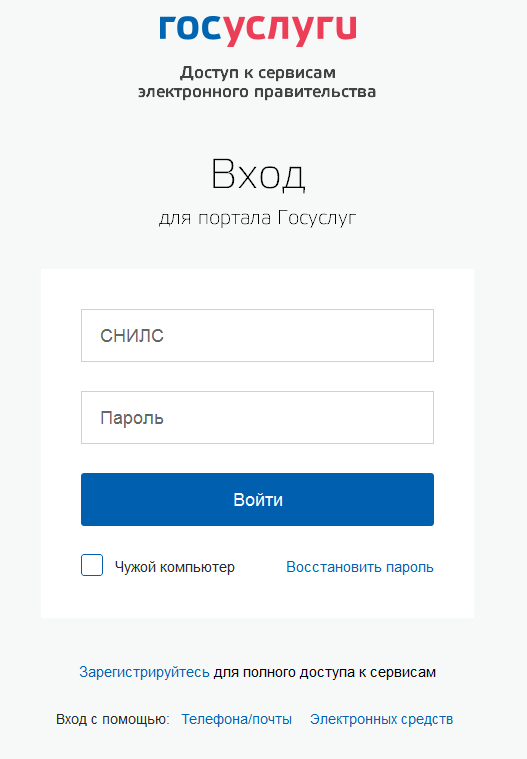 госуслуги
Доступ к сервисам
электронного правительства
Вход
для портала Госуслуг
СНИЛС
Пароль
Войти
Чужой компьютер Восстановить пароль
Зарегистрируйтесь для полного доступа к сервисам
Вход с помощью: Телефона/почты Электронных средств